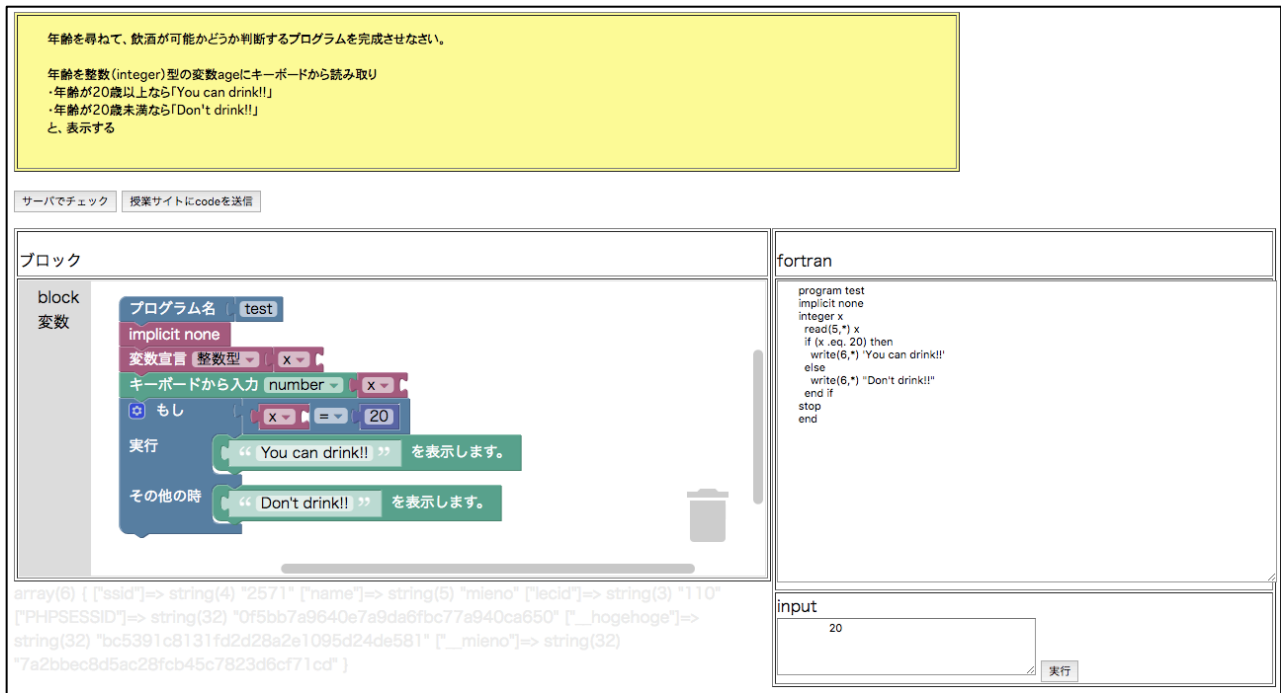 年齢を尋ねて、飲酒が可能かどうか判断するプログラムを完成させなさい。
年齢を整数(integer)型の変数ageにキーボードから読み取り
・年齢が20歳以上なら「You can drink!!」
・年齢が20歳未満なら「Don't drink!!」
と、表示する
サーバでチェック 授業サイトにcodeを送信
ブロック
block
変数
プログラム名 test
implicit none
変数宣言 整数型 x
キーボードから入力 number x
もし x = 20
実行 “ You can drink!! ” を表示します。
その他の時 “ Don't drink!! ” を表示します。
array(6) { ["ssid"]=> string(4) "2571" ["name"]=> string(5) "mieno" ["lecid"]=> string(3) "110"
["PHPSESSID"]=> string(32) "0f5bb7a9640e7a9da6fbc77a940ca650" ["__hogehoge"]=>
string(32) "bc5391c8131fd2d28a2e1095d24de581" ["__mieno"]=> string(32)
"7a2bbec8d5ac28fcb45c7823d6cf71cd" }
fortran
program test
implicit none
integer x
read(5,*) x
if (x .eq. 20) then
write(6,*) 'You can drink!!'
else
write(6,*) "Don't drink!!"
end if
stop
end
input
20
実行